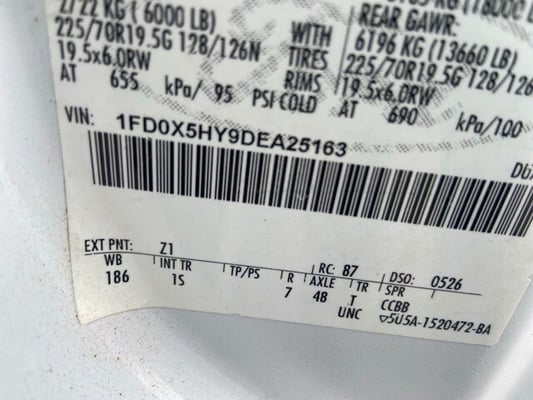 2722 KG ( 6000 LB)
225/70R19.5G 128/126N
19.5x6.0RW
AT 655 kPa/ 95 PSI COLD
WITH
TIRES
RIMS
REAR GAWR:
6196 KG (13660 LB)
225/70R19.5G 128/126
19.5x6.0RW
AT 690 kPa/100
VIN: 1FD0X5HY9DEA25163
EXT PNT: Z1 RC: 87 DSO: 0526
WB INT TR TP/PS R AXLE TR SPR
186 1S 7 48 T CCBB
UNC ▽5U5A-1520472-BA